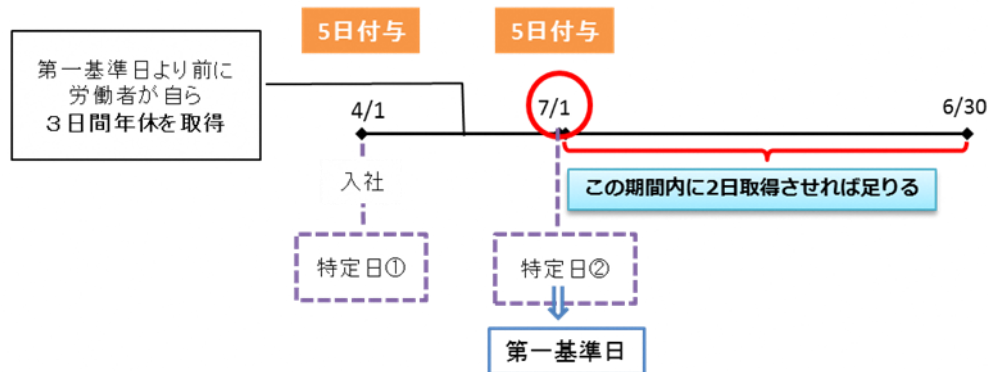 5日付与
5日付与
第一基準日より前に
労働者が自ら
3日間年休を取得
4/1
7/1
6/30
入社
この期間内に2日取得させれば足りる
特定日①
特定日②
第一基準日